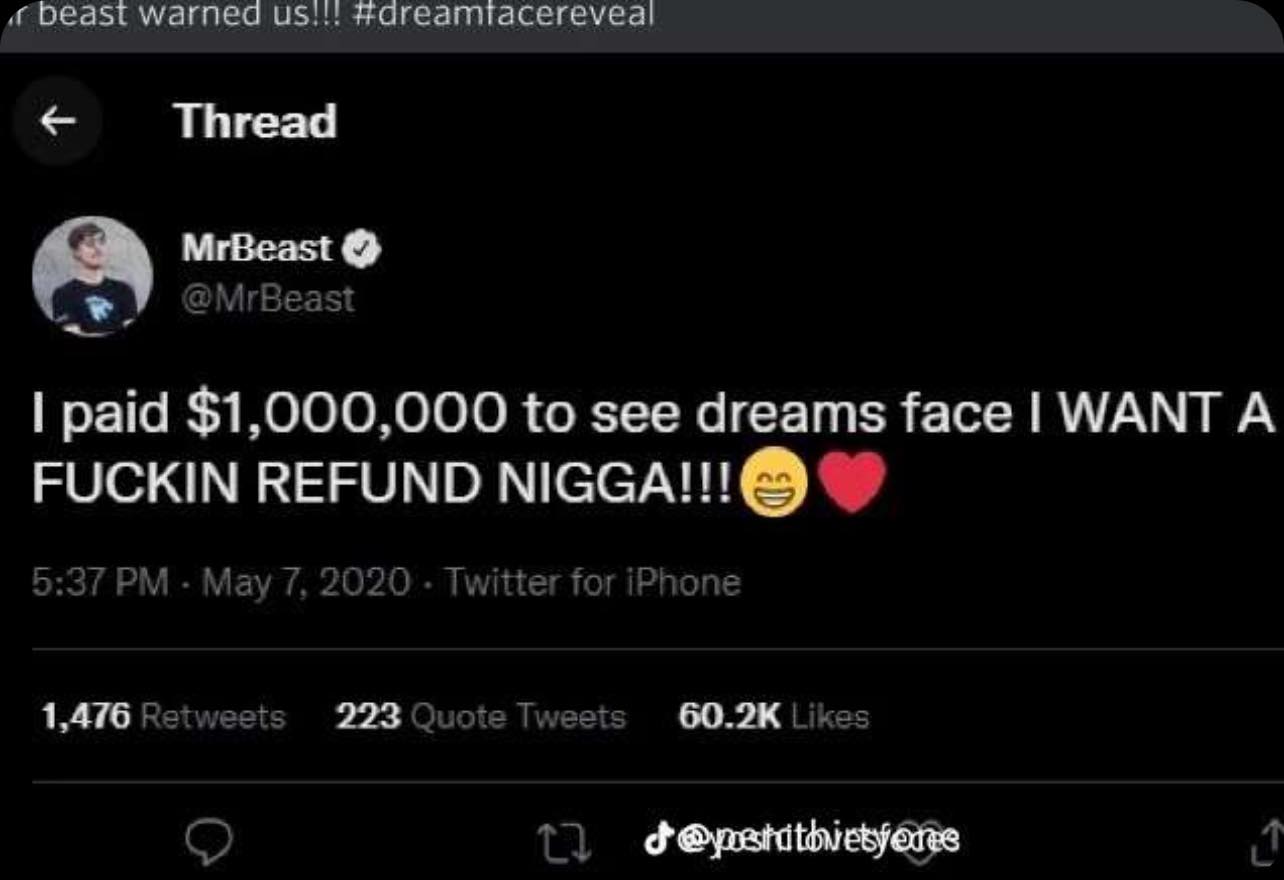 r beast warned us!!! #dreamfacereveal
Thread
MrBeast
@MrBeast
I paid $1,000,000 to see dreams face I WANT A
FUCKIN REFUND NIGGA!!!😁❤️
5:37 PM · May 7, 2020 · Twitter for iPhone
1,476 Retweets 223 Quote Tweets 60.2K Likes